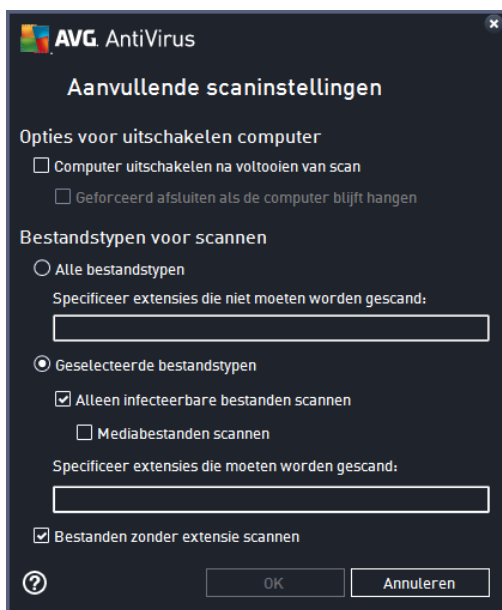 AVG. AntiVirus
Aanvullende scaninstellingen
Opties voor uitschakelen computer
Computer uitschakelen na voltooien van scan
Geforceerd afsluiten als de computer blijft hangen
Bestandstypen voor scannen
Alle bestandstypen
Specificeer extensies die niet moeten worden gescand:
Geselecteerde bestandstypen
Alleen infecteerbare bestanden scannen
Mediabestanden scannen
Specificeer extensies die moeten worden gescand:
Bestanden zonder extensie scannen
? OK Annuleren